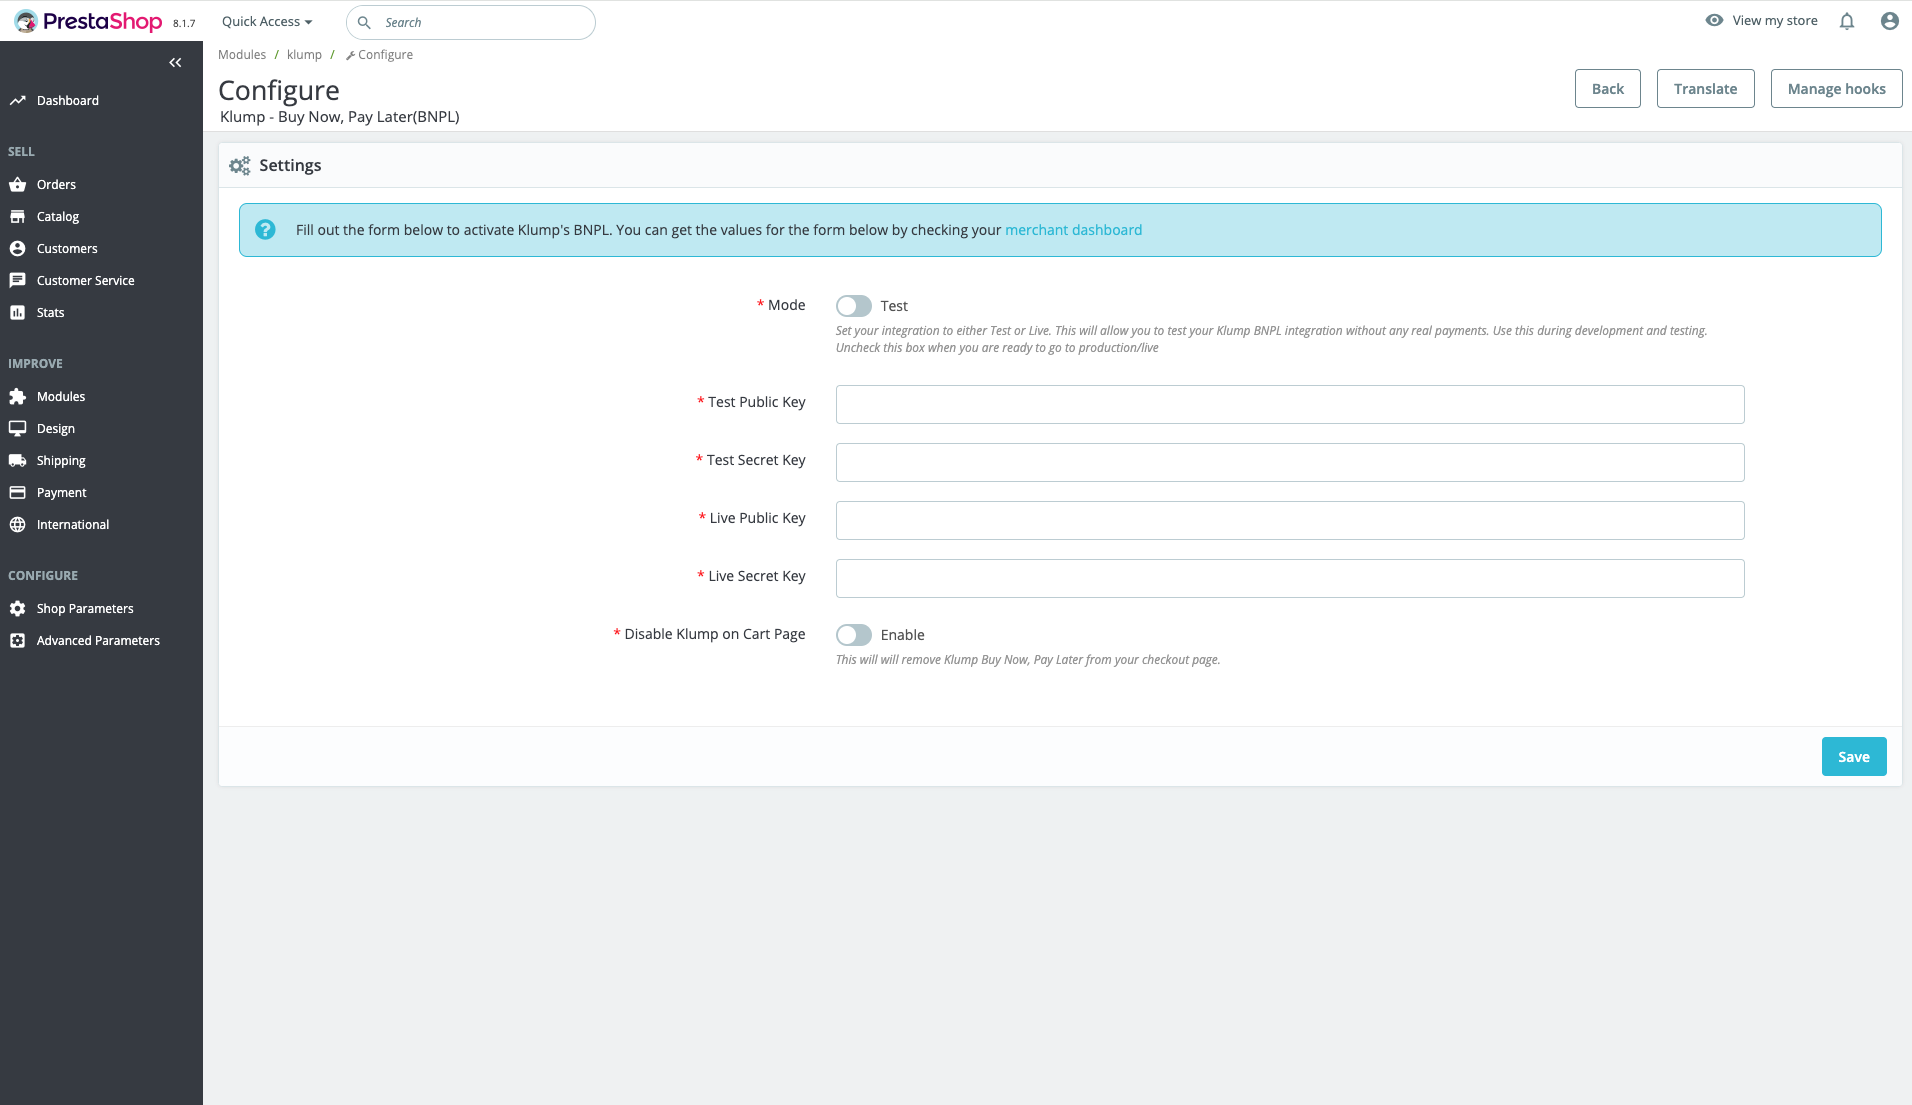 PrestaShop 8.1.7 Quick Access Search View my store
Modules / klump / Configure
Configure
Klump - Buy Now, Pay Later(BNPL)
Back Translate Manage hooks
Dashboard
SELL
Orders
Catalog
Customers
Customer Service
Stats
IMPROVE
Modules
Design
Shipping
Payment
International
CONFIGURE
Shop Parameters
Advanced Parameters
Settings
? Fill out the form below to activate Klump's BNPL. You can get the values for the form below by checking your merchant dashboard
* Mode Test
Set your integration to either Test or Live. This will allow you to test your Klump BNPL integration without any real payments. Use this during development and testing.
Uncheck this box when you are ready to go to production/live
* Test Public Key
* Test Secret Key
* Live Public Key
* Live Secret Key
* Disable Klump on Cart Page Enable
This will will remove Klump Buy Now, Pay Later from your checkout page.
Save